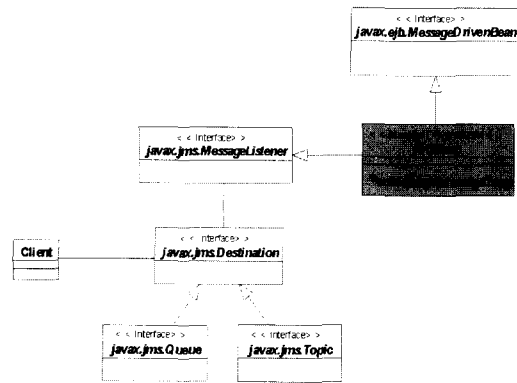 < < Interface> >
javax.ejb.MessageDrivenBean
< < Interface> >
javax.jms.MessageListener
Client
< < Interface> >
javax.jms.Destination
< < Interface> >
javax.jms.Queue
< < Interface> >
javax.jms.Topic